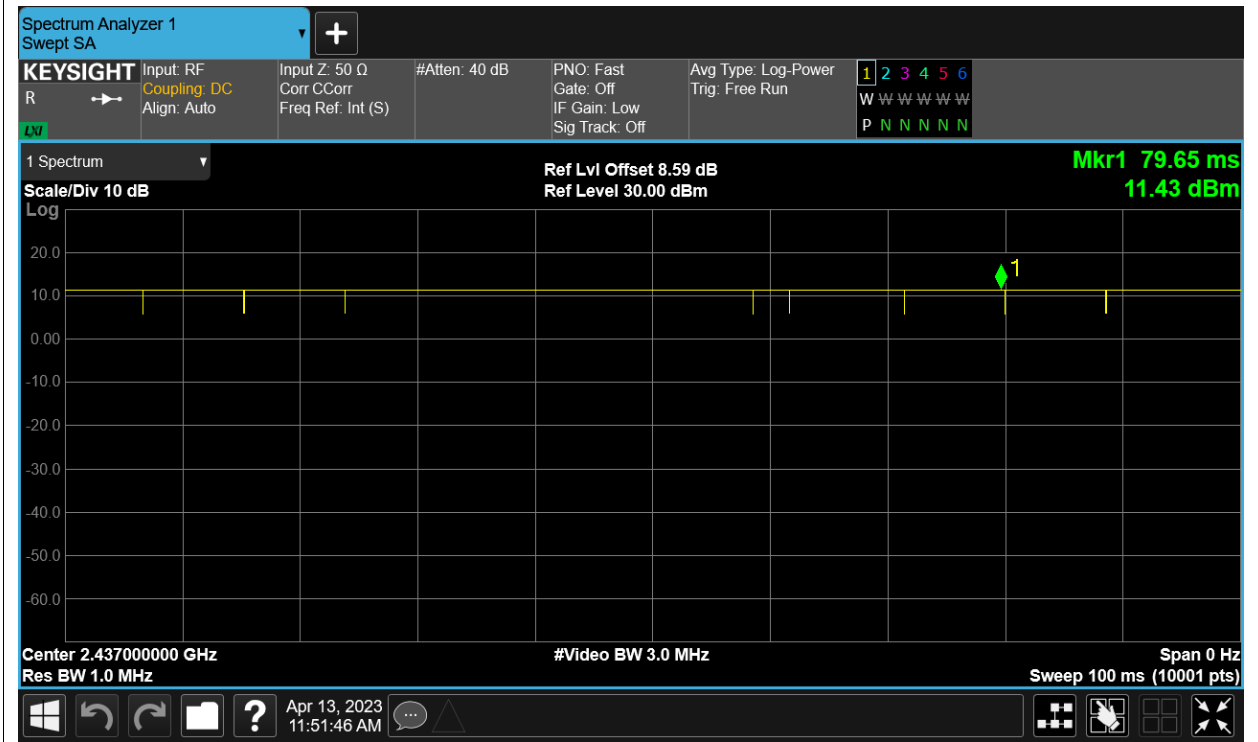 Spectrum Analyzer 1
Swept SA
KEYSIGHT
R
LXI
Input: RF
Coupling: DC
Align: Auto
Input Z: 50 Ω
Corr CCorr
Freq Ref: Int (S)
#Atten: 40 dB
PNO: Fast
Gate: Off
IF Gain: Low
Sig Track: Off
Avg Type: Log-Power
Trig: Free Run
1 2 3 4 5 6
W W W W W W
P N N N N N
1 Spectrum
Scale/Div 10 dB
Log
Ref Lvl Offset 8.59 dB
Ref Level 30.00 dBm
Mkr1 79.65 ms
11.43 dBm
1
20.0
10.0
0.00
-10.0
-20.0
-30.0
-40.0
-50.0
-60.0
Center 2.437000000 GHz
Res BW 1.0 MHz
#Video BW 3.0 MHz
Span 0 Hz
Sweep 100 ms (10001 pts)
?
Apr 13, 2023
11:51:46 AM